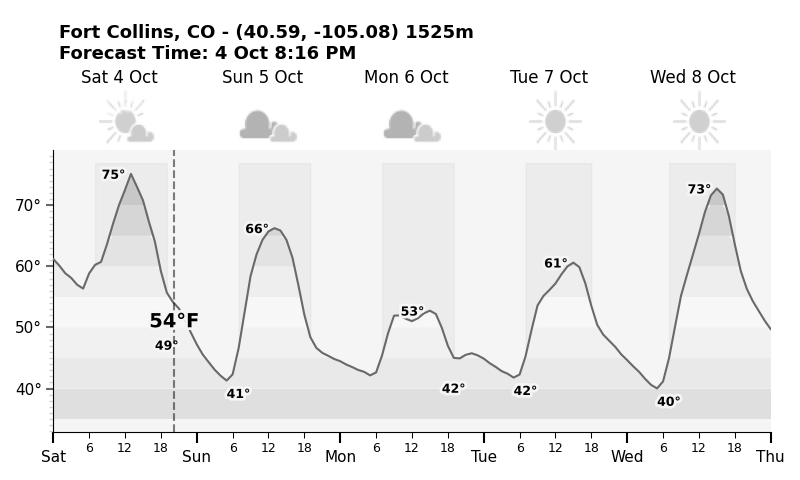 Fort Collins, CO - (40.59, -105.08) 1525m
Forecast Time: 4 Oct 8:16 PM
Sat 4 Oct Sun 5 Oct Mon 6 Oct Tue 7 Oct Wed 8 Oct
75°
73°
70°
66°
61°
60°
53°
54°F
50°
49°
41°
42°
42°
40°
40°
6 12 18 6 12 18 6 12 18 6 12 18 6 12 18
Sat Sun Mon Tue Wed Thu